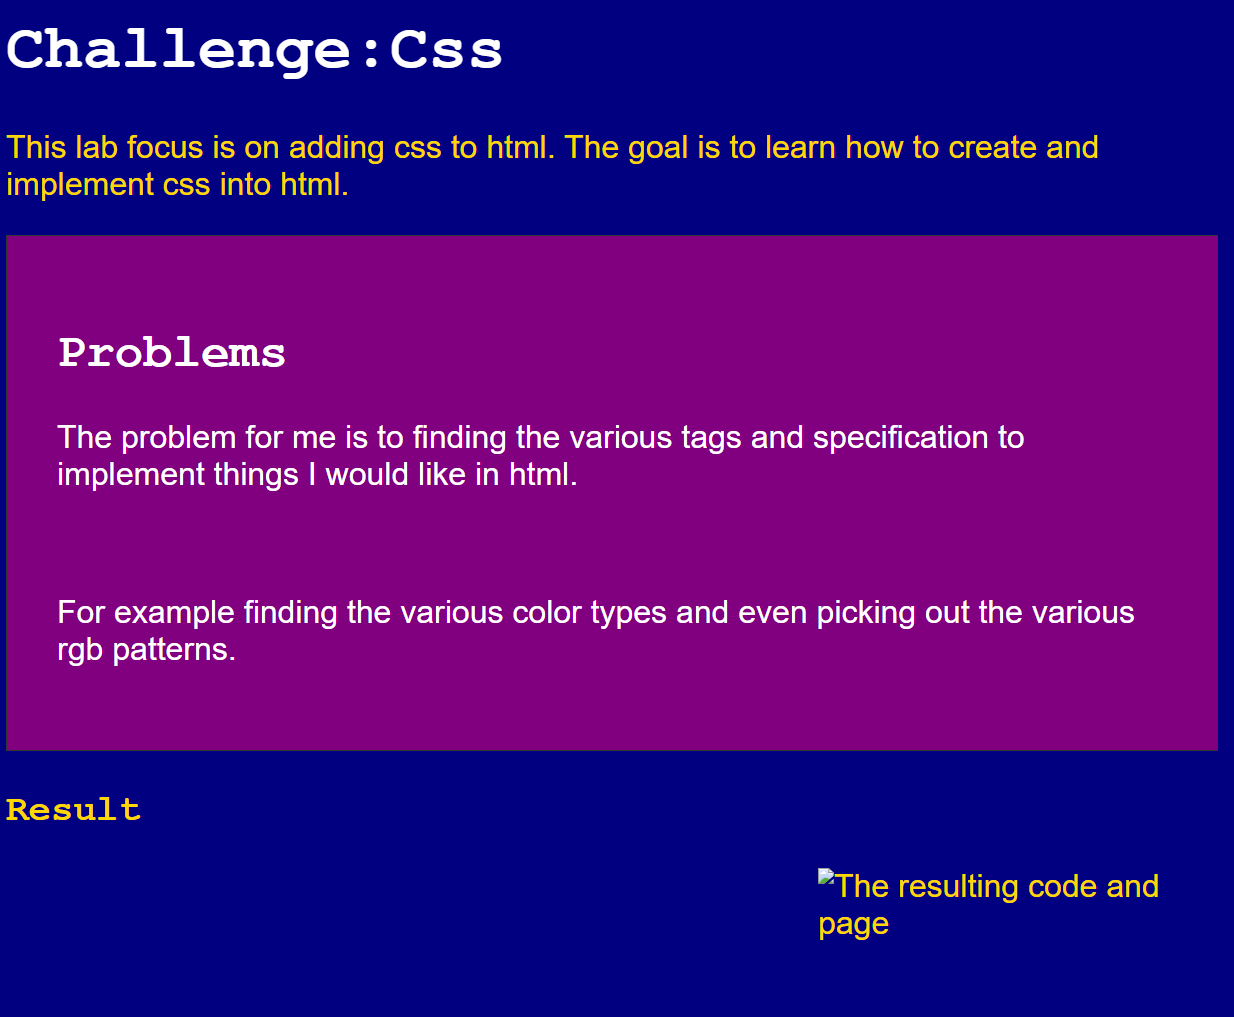 Challenge:Css
This lab focus is on adding css to html. The goal is to learn how to create and
implement css into html.
Problems
The problem for me is to finding the various tags and specification to
implement things I would like in html.
For example finding the various color types and even picking out the various
rgb patterns.
Result
The resulting code and
page